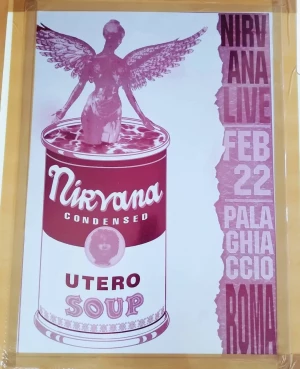 Nirvana
CONDENSED
UTERO
SOUP
NIRV
ANA
LIVE
FEB
22
PALA
GHIA
CCIO
ROMA